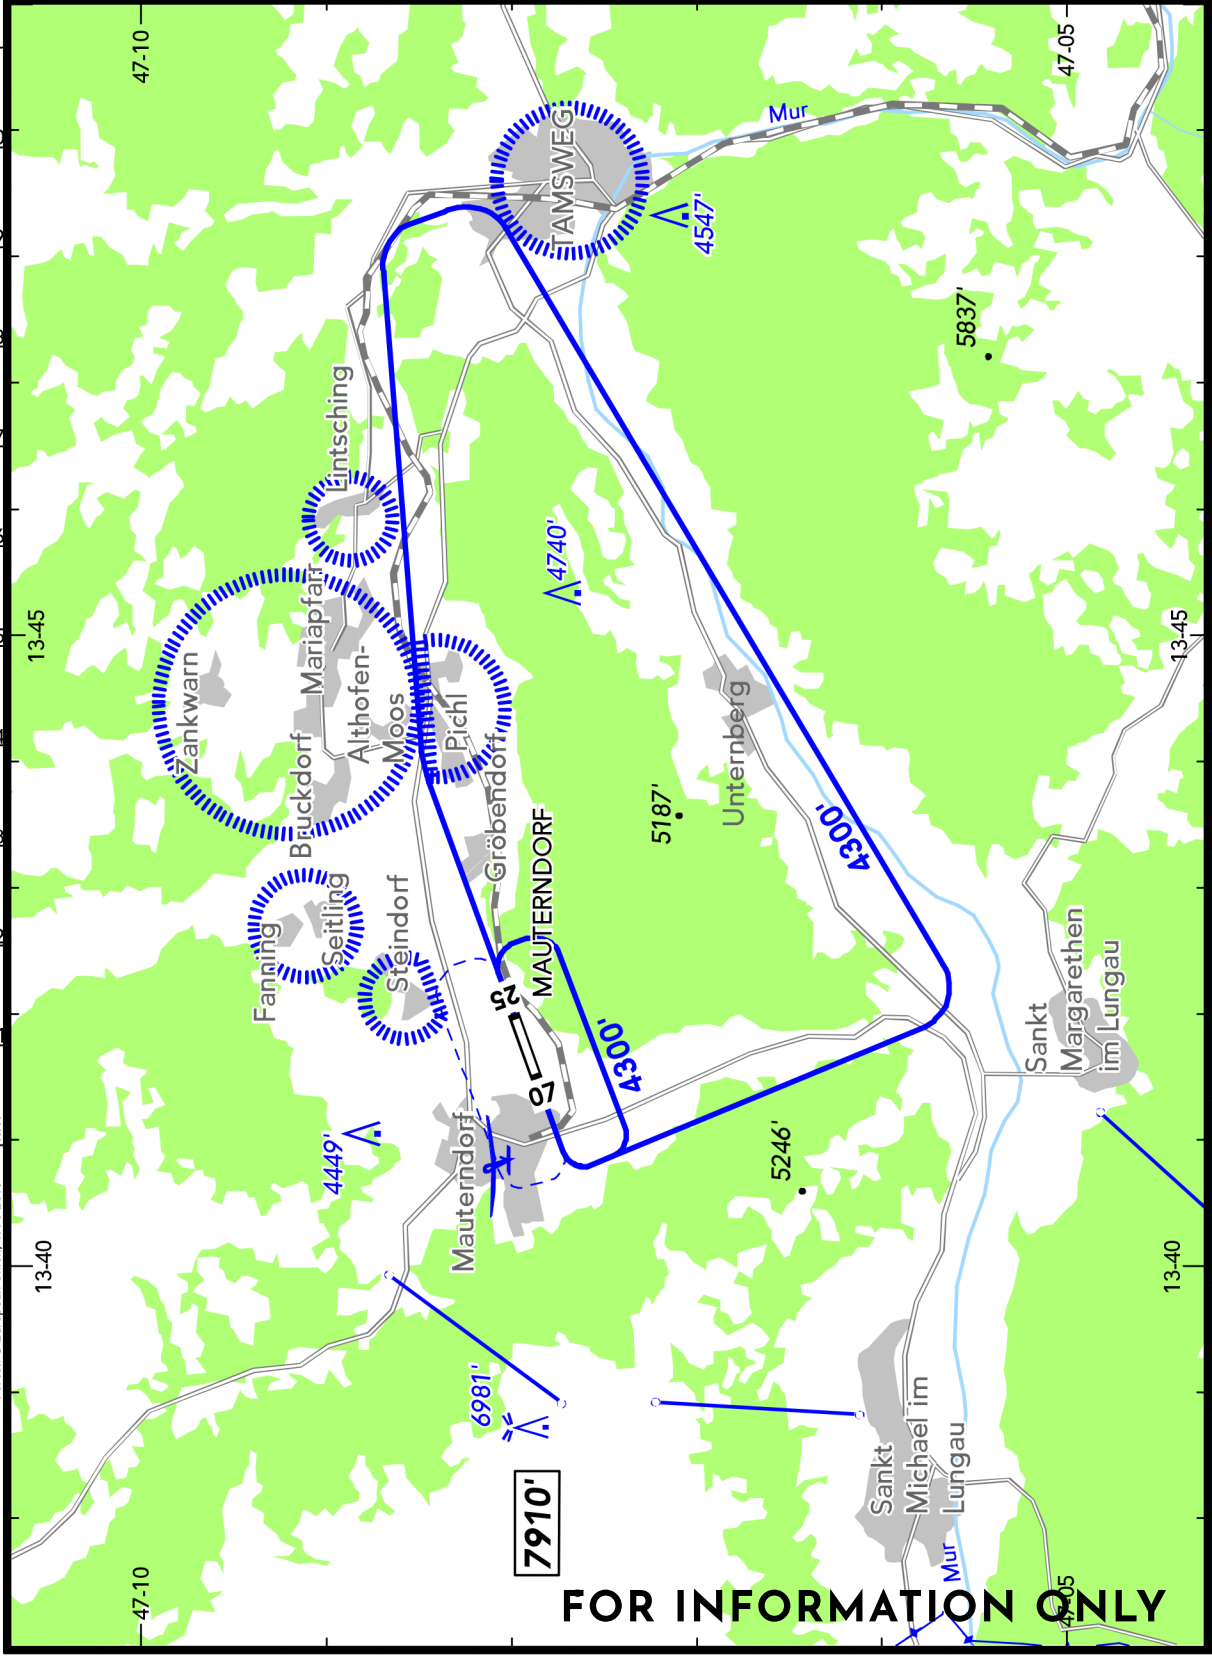 47-10
47-05
Mur
TAMSWEG
4547'
5837'
Lintsching
4740'
13-45
13-45
Zankwarn
Mariapfarr
Althofen-
Moos
Pichl
Bruckdorf
Gröbendorf
Unternberg
5187'
4300'
MAUTERNDORF
Fanning
Seitling
Steindorf
25
07
4300'
Sankt
Margarethen
im Lungau
4449'
Mauterndorf
5246'
13-40
13-40
6981'
7910'
Sankt
Michael im
Lungau
Mur
47-10
47-05
FOR INFORMATION ONLY